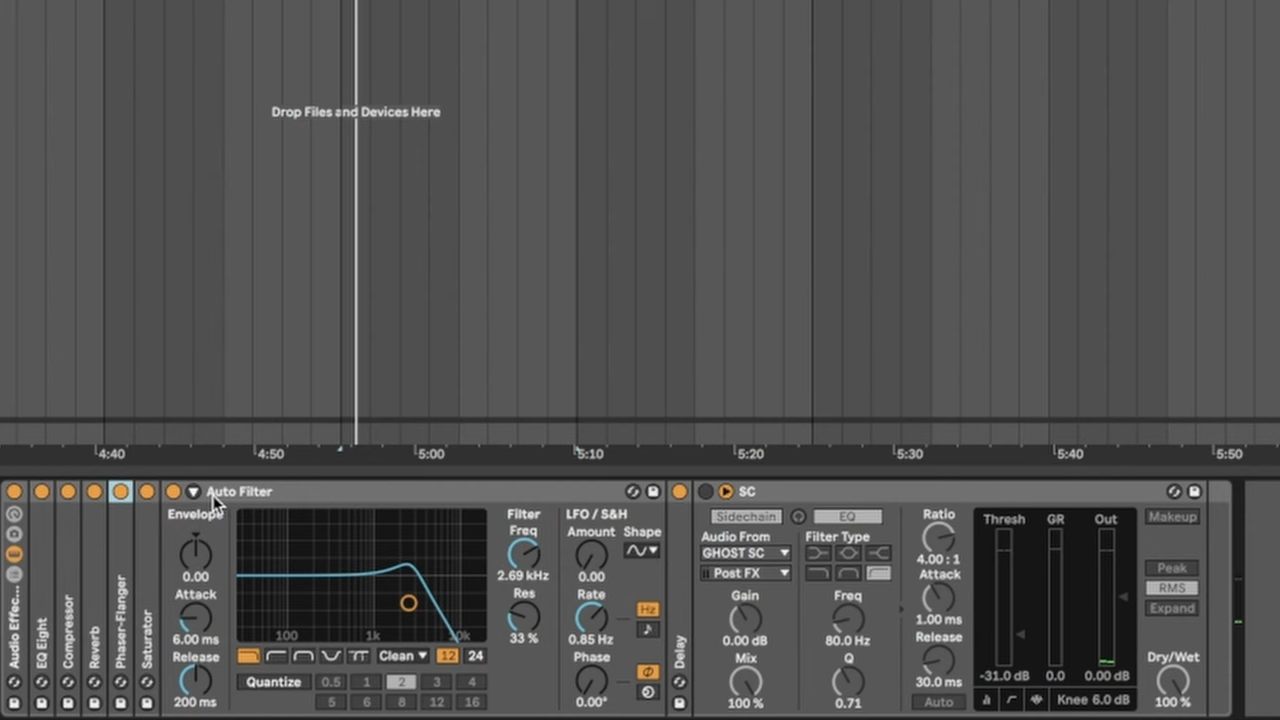 Drop Files and Devices Here
4:40
4:50
5:00
5:10
5:20
5:30
5:40
5:50
Audio Effec...
EQ Eight
Compressor
Reverb
Phaser-Flanger
Saturator
Auto Filter
Envelope
0.00
Attack
6.00 ms
Release
200 ms
100
1k
10k
Clean
12
24
Quantize
0.5
1
2
3
4
5
6
8
12
16
Filter
Freq
2.69 kHz
Res
33 %
LFO / S&H
Amount
Shape
0.00
Rate
Hz
0.85 Hz
Phase
0.00°
Delay
SC
Sidechain
EQ
Audio From
GHOST SC
Post FX
Gain
0.00 dB
Mix
100 %
Filter Type
Freq
80.0 Hz
Q
0.71
Ratio
4.00 : 1
Attack
1.00 ms
Release
30.0 ms
Auto
Thresh
GR
Out
-31.0 dB
0.0
0.00 dB
Knee 6.0 dB
Makeup
Peak
RMS
Expand
Dry/Wet
100 %